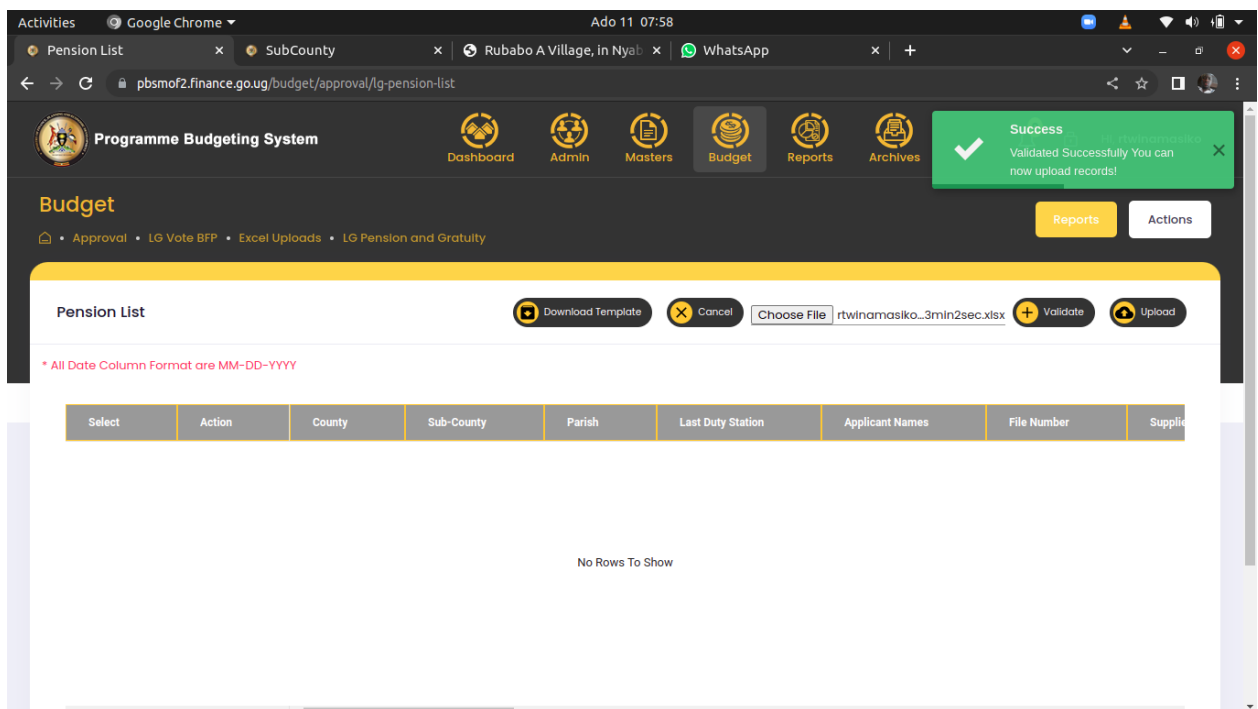 Activities Google Chrome Ado 11 07:58
Pension List SubCounty Rubabo A Village, in Nyab WhatsApp
pbsmof2.finance.go.ug/budget/approval/lg-pension-list
Programme Budgeting System
Dashboard Admin Masters Budget Reports Archives
Success
Validated Successfully You can
now upload records!
Hi, rtwinamasiko
Budget
Reports Actions
Approval • LG Vote BFP • Excel Uploads • LG Pension and Gratuity
Pension List Download Template Cancel Choose File rtwinamasiko...3min2sec.xlsx Validate Upload
* All Date Column Format are MM-DD-YYYY
Select Action County Sub-County Parish Last Duty Station Applicant Names File Number Supplie
No Rows To Show